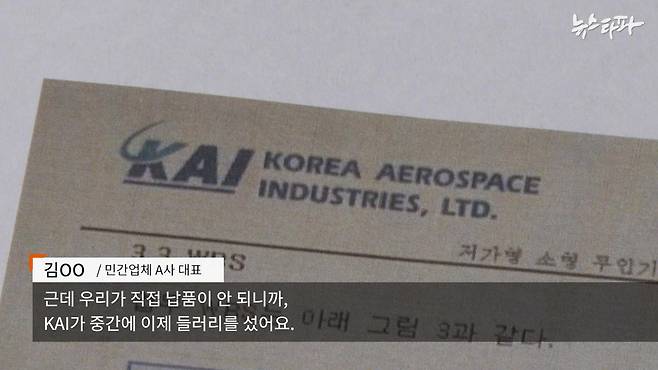 뉴스타파
KAI KOREA AEROSPACE
INDUSTRIES, LTD.
3.3 WBS
저가형 소형 무인기
아래 그림 3과 같다.
김OO / 민간업체 A사 대표
근데 우리가 직접 납품이 안 되니까,
KAI가 중간에 이제 들러리를 섰어요.